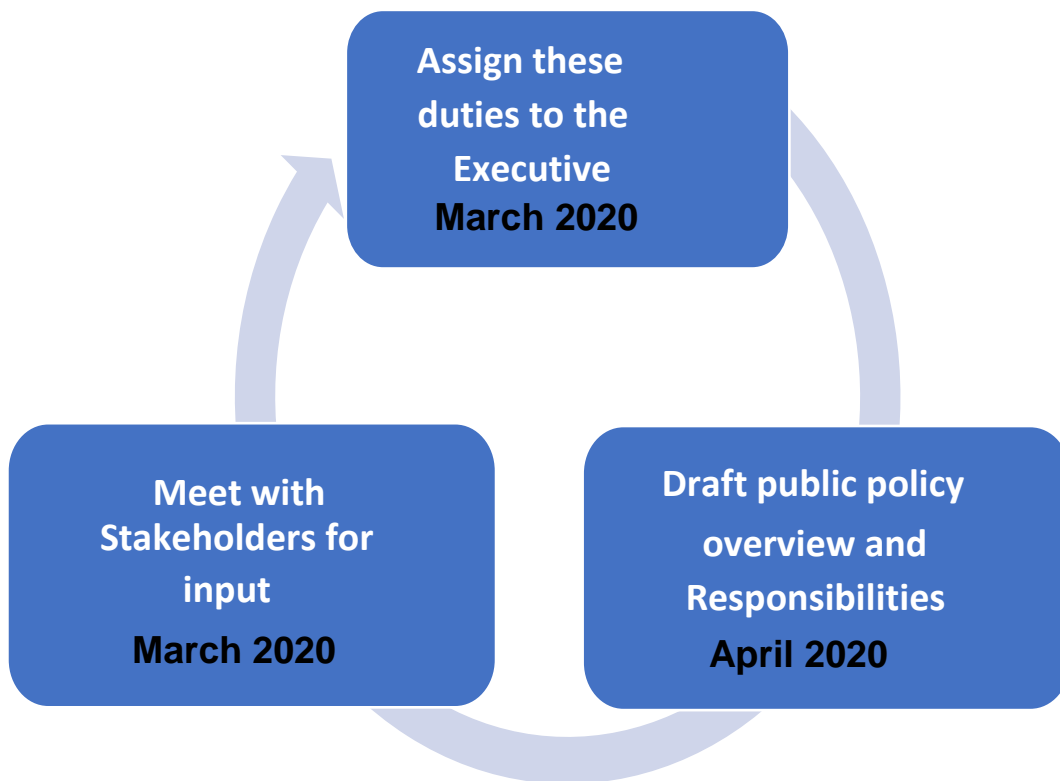 Assign these
duties to the
Executive
March 2020
Meet with
Stakeholders for
input
March 2020
Draft public policy
overview and
Responsibilities
April 2020